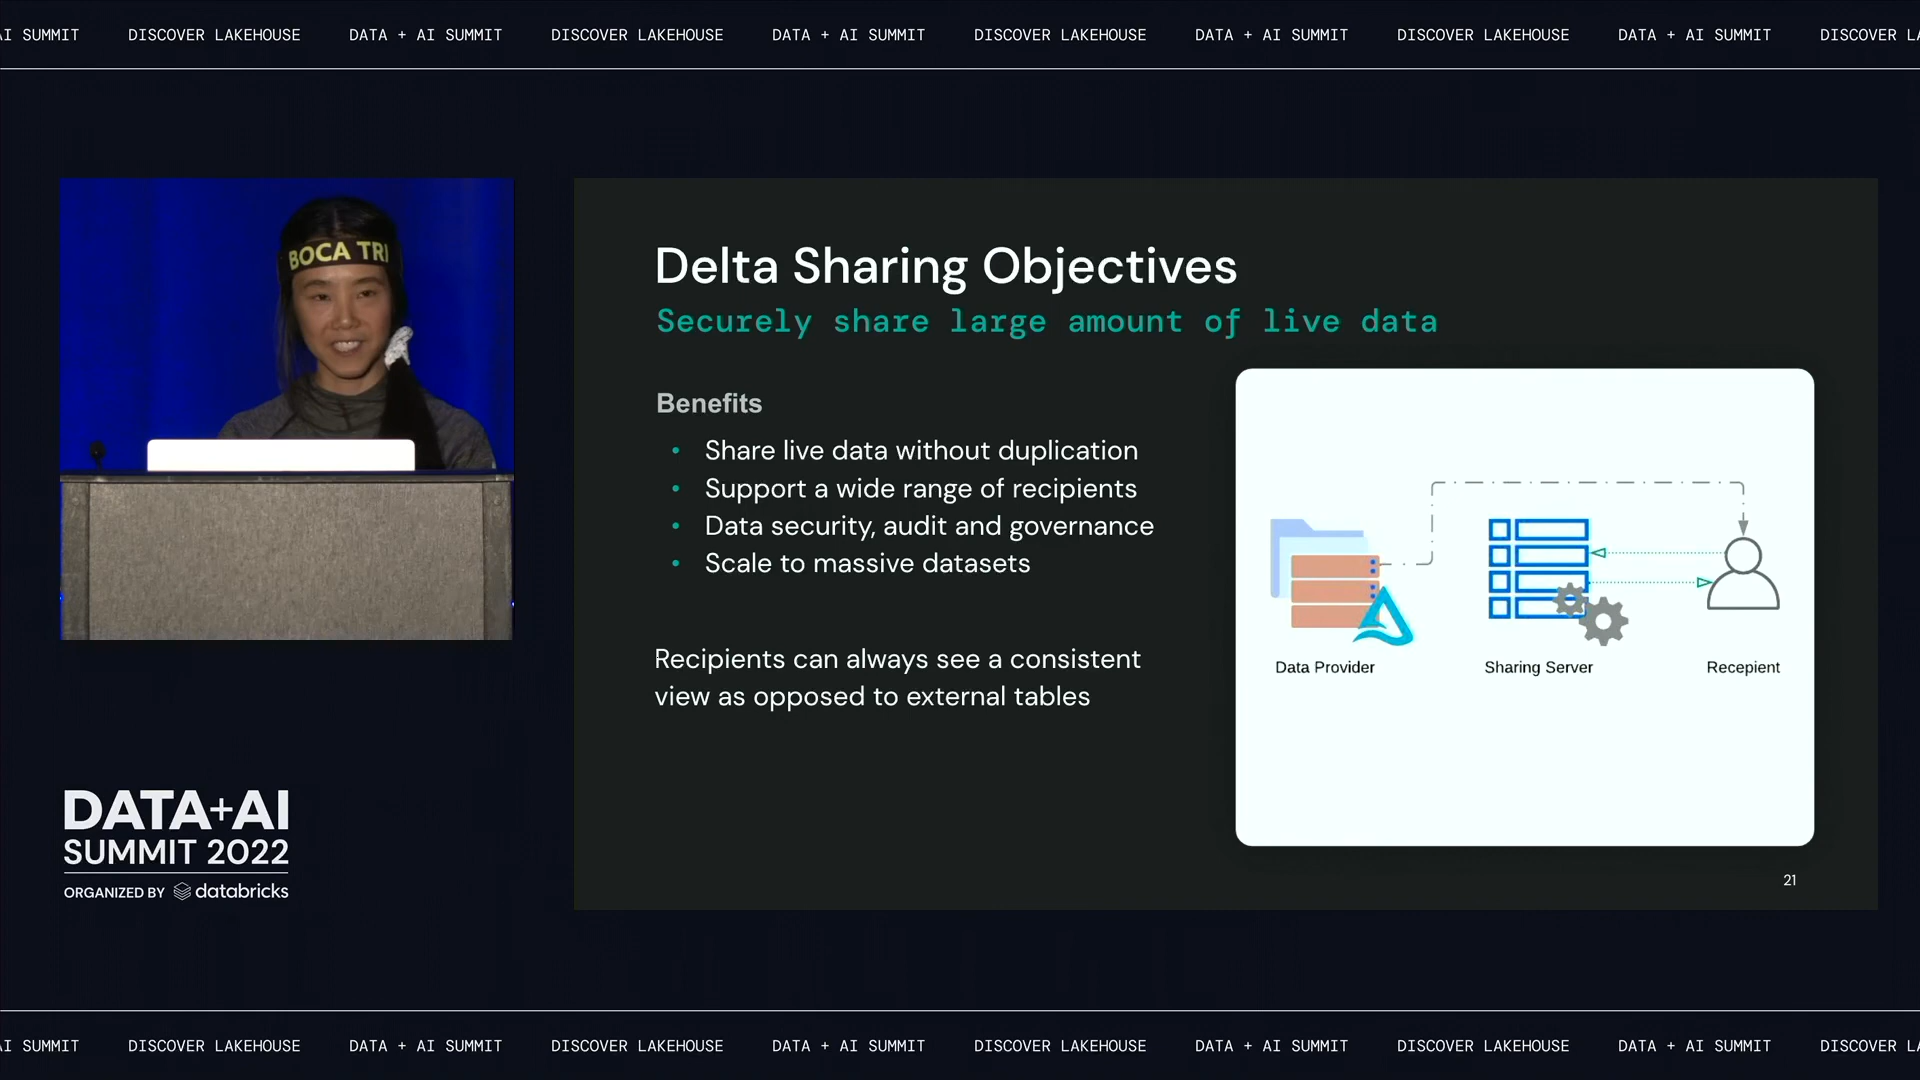 AI SUMMIT DISCOVER LAKEHOUSE DATA + AI SUMMIT DISCOVER LAKEHOUSE DATA + AI SUMMIT DISCOVER LAKEHOUSE DATA + AI SUMMIT DISCOVER LAKEHOUSE DATA + AI SUMMIT DISCOVER LA
BOCA TRI
Delta Sharing Objectives
Securely share large amount of live data
Benefits
• Share live data without duplication
• Support a wide range of recipients
• Data security, audit and governance
• Scale to massive datasets
Recipients can always see a consistent
view as opposed to external tables
Data Provider Sharing Server Recepient
21
DATA+AI
SUMMIT 2022
ORGANIZED BY databricks
AI SUMMIT DISCOVER LAKEHOUSE DATA + AI SUMMIT DISCOVER LAKEHOUSE DATA + AI SUMMIT DISCOVER LAKEHOUSE DATA + AI SUMMIT DISCOVER LAKEHOUSE DATA + AI SUMMIT DISCOVER LA